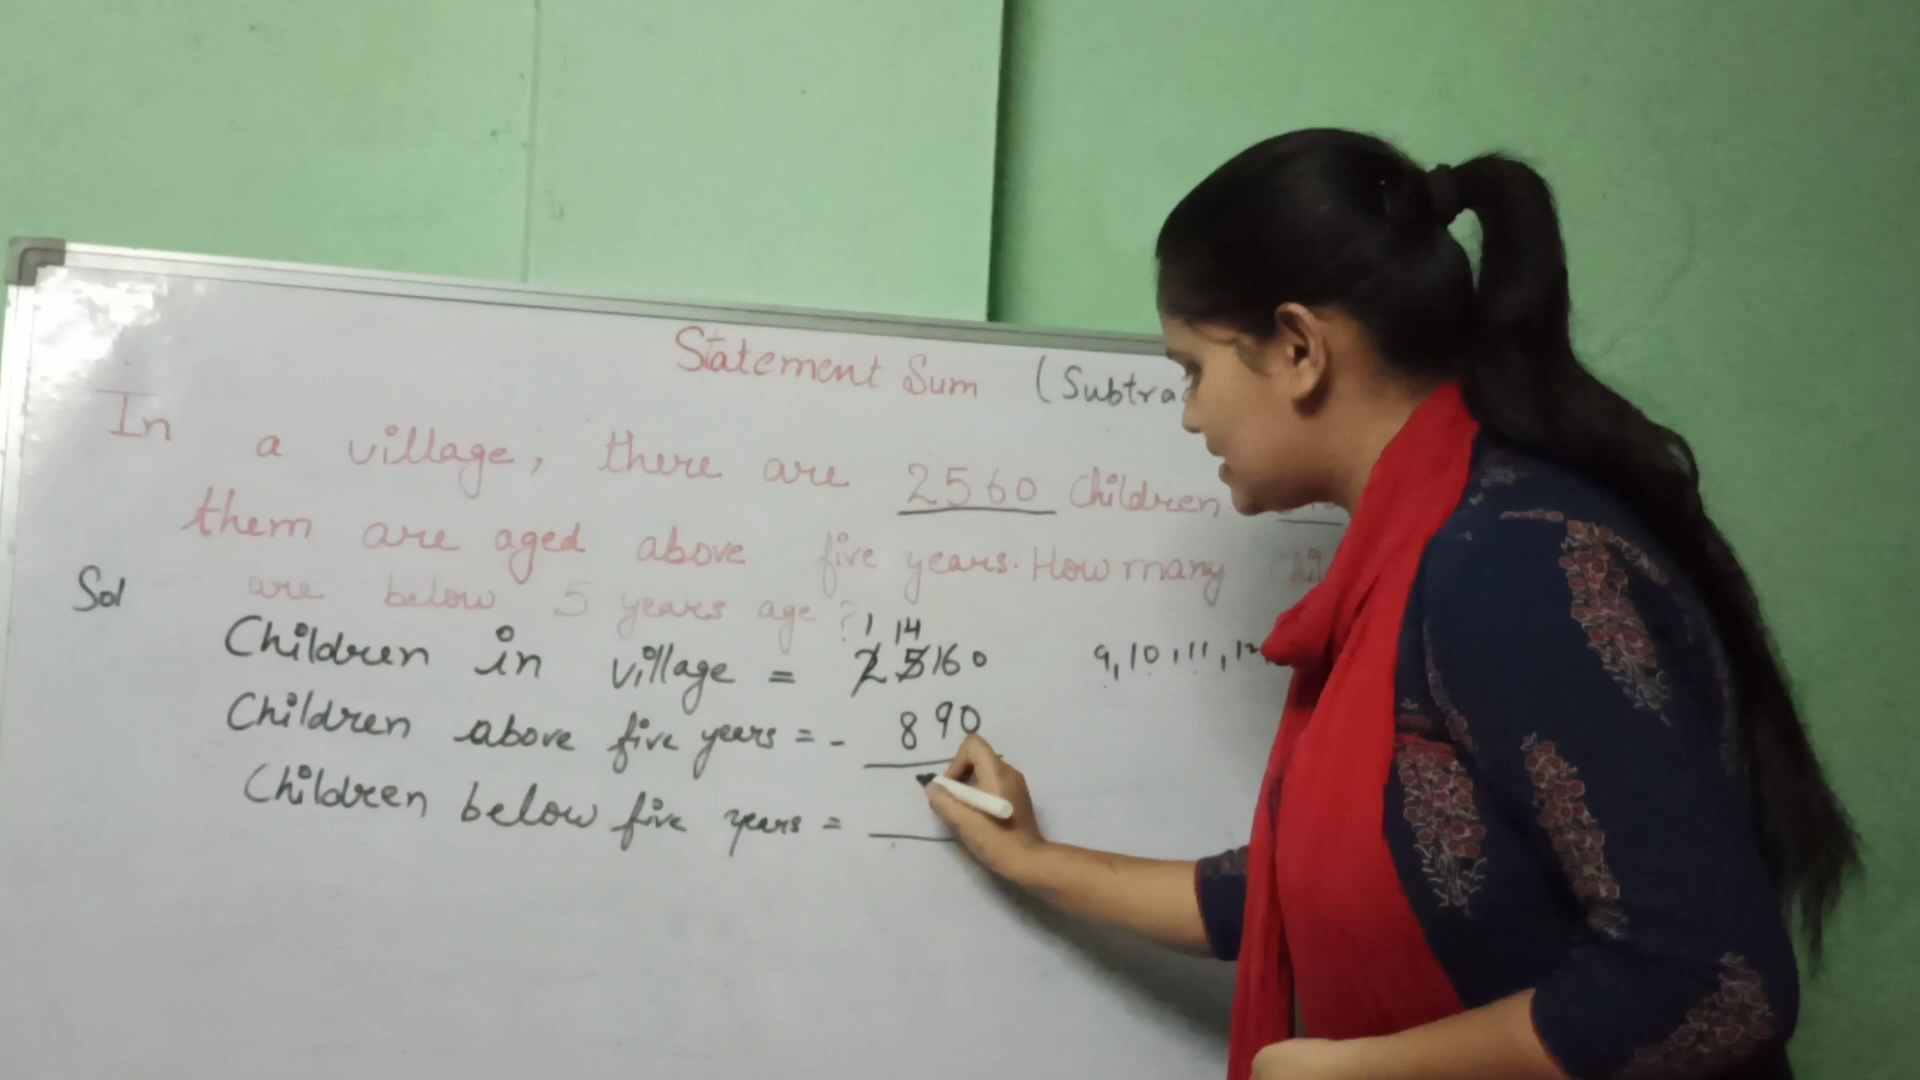 Statement Sum (Subtra
In a village, there are 2560 Children
them are aged above five years. How many
are below 5 years age?
Sol
1 14
Children in village = 25160 9, 10, 11, 12
Children above five years = - 890
Children below five years =